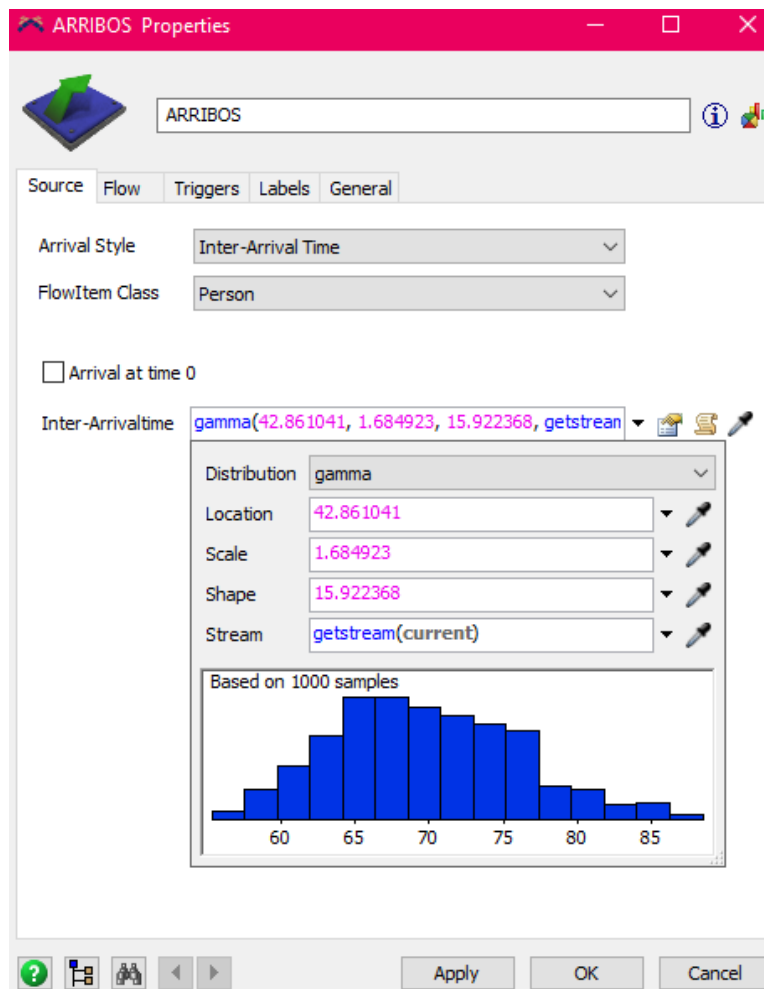 ARRIBOS Properties
ARRIBOS
Source Flow Triggers Labels General
Arrival Style Inter-Arrival Time
FlowItem Class Person
Arrival at time 0
Inter-Arrivaltime gamma(42.861041, 1.684923, 15.922368, getstrean
Distribution gamma
Location 42.861041
Scale 1.684923
Shape 15.922368
Stream getstream(current)
Based on 1000 samples
60 65 70 75 80 85
Apply OK Cancel